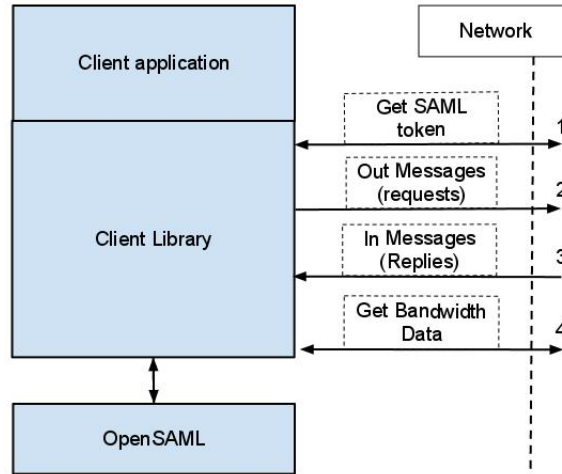 Client application
Network
Get SAML
token
1
Out Messages
(requests)
2
Client Library
In Messages
(Replies)
3
Get Bandwidth
Data
4
OpenSAML